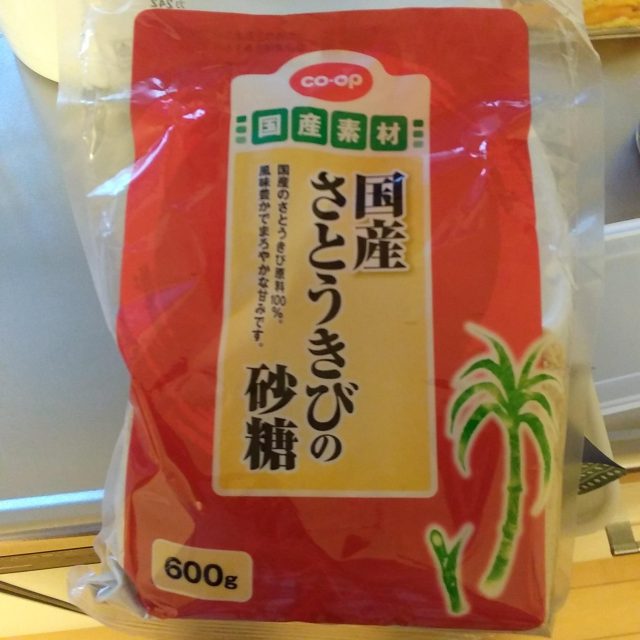 co-op
国産素材
国産
さとうきびの
砂糖
国産のさとうきび原料100%。
風味豊かでまろやかな甘みです。
600g